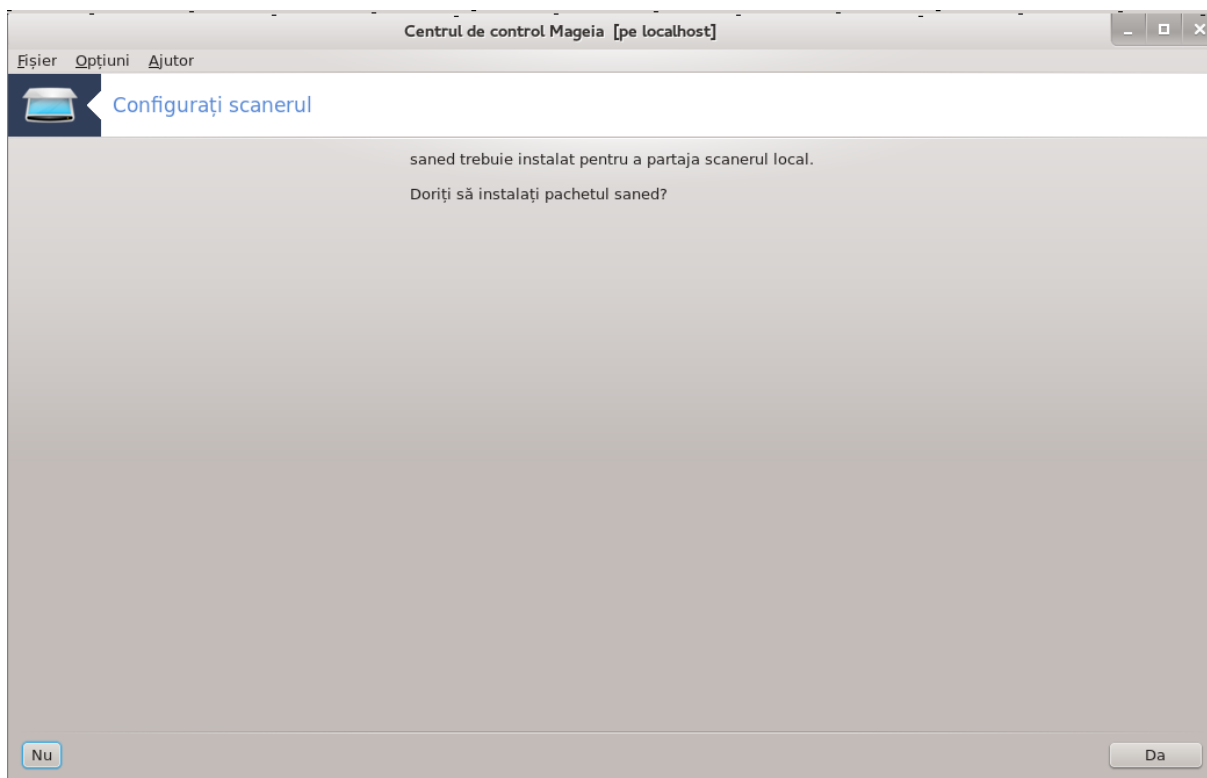 Centrul de control Mageia [pe localhost]
Fișier Opțiuni Ajutor
Configurați scanerul
saned trebuie instalat pentru a partaja scanerul local.
Doriți să instalați pachetul saned?
Nu Da